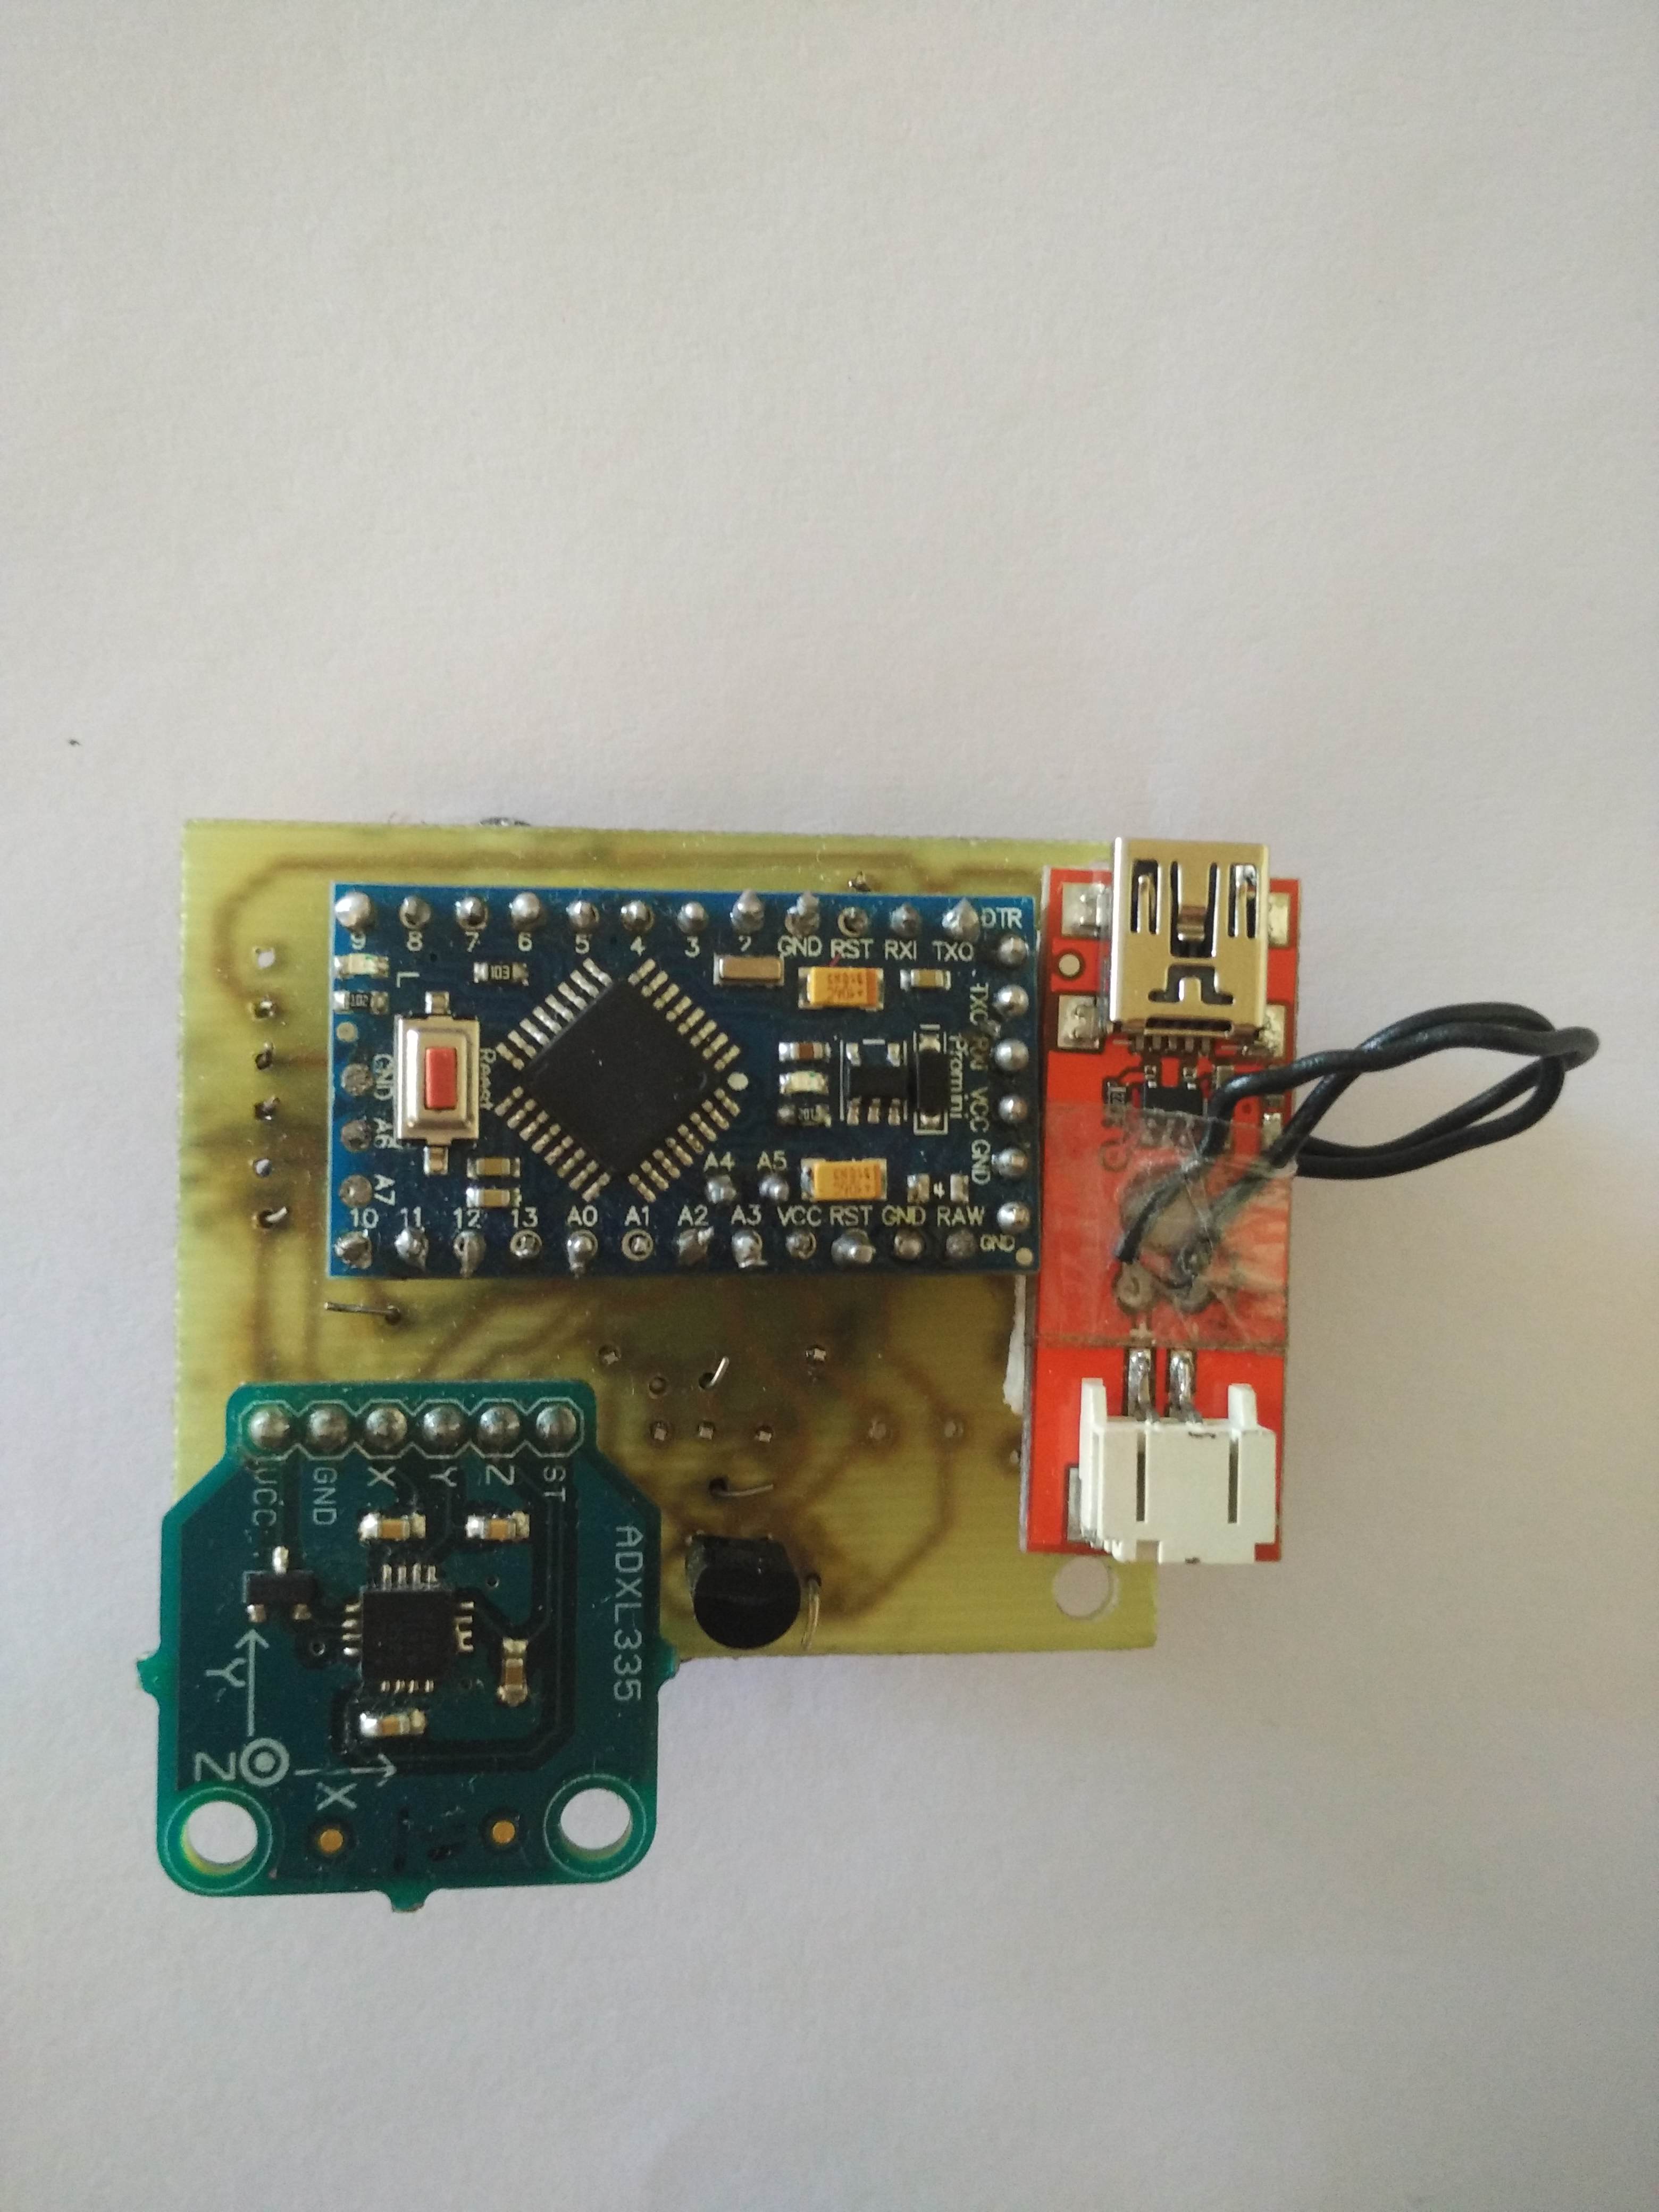 9 8 7 6 5 4 3 2 GND RST RXI TXO DTR
L
103
102
Reset
GND
A6
A7
TXO
RXI
VCC
GND
GND
Promini
A4 A5
4
10 11 12 13 A0 A1 A2 A3 VCC RST GND RAW
VCC GND X Y Z ST
ADXL335
Y
Z
X
+